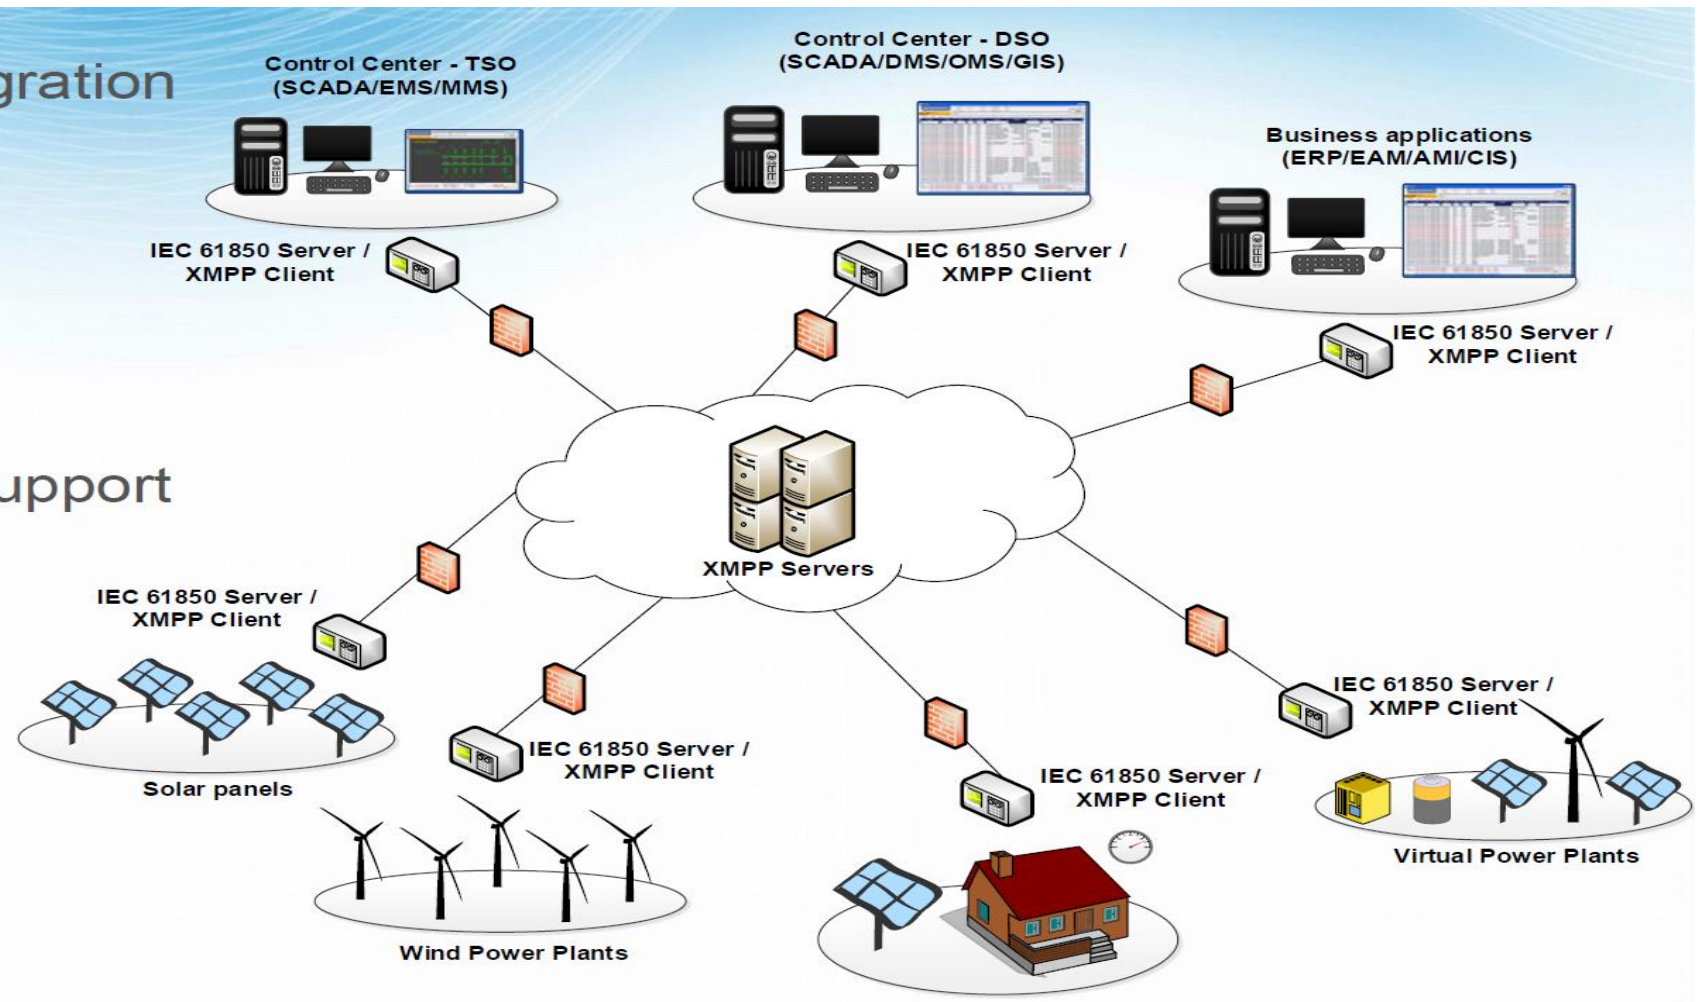 gration
upport
Control Center - TSO
(SCADA/EMS/MMS)
Control Center - DSO
(SCADA/DMS/OMS/GIS)
Business applications
(ERP/EAM/AMI/CIS)
IEC 61850 Server /
XMPP Client
IEC 61850 Server /
XMPP Client
IEC 61850 Server /
XMPP Client
XMPP Servers
IEC 61850 Server /
XMPP Client
Solar panels
IEC 61850 Server /
XMPP Client
Wind Power Plants
IEC 61850 Server /
XMPP Client
IEC 61850 Server /
XMPP Client
Virtual Power Plants